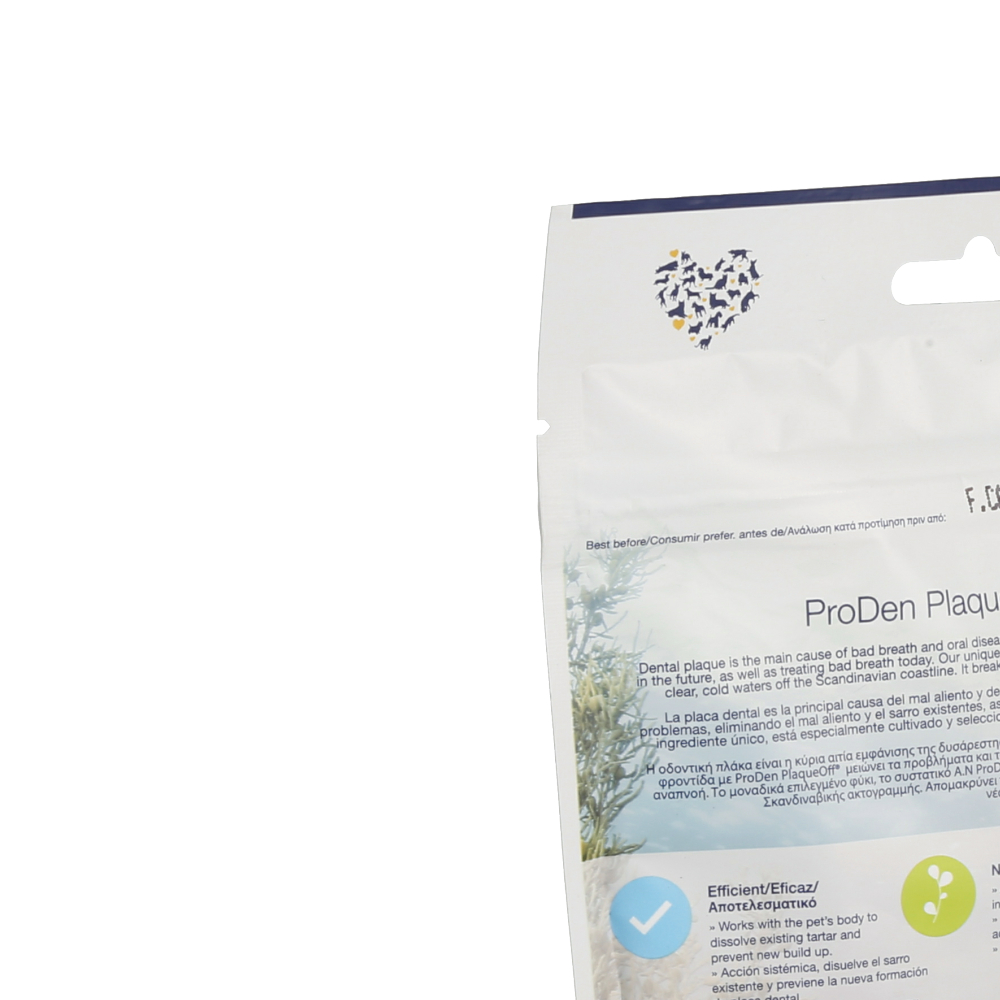 F.
Best before/Consumir prefer. antes de/Ανάλωση κατά προτίμηση πριν από:
ProDen Plaqu
Dental plaque is the main cause of bad breath and oral disea
in the future, as well as treating bad breath today. Our unique
clear, cold waters off the Scandinavian coastline. It break
La placa dental es la principal causa del mal aliento y de
problemas, eliminando el mal aliento y el sarro existentes, as
ingrediente único, está especialmente cultivado y seleccio
Η οδοντική πλάκα είναι η κύρια αιτία εμφάνισης της δυσάρεστη
φροντίδα με ProDen PlaqueOff® μειώνει τα προβλήματα και τ
αναπνοή. Το μοναδικά επιλεγμένο φύκι, το συστατικό A.N ProD
Σκανδιναβικής ακτογραμμής. Απομακρύνει
νέα
Efficient/Eficaz/
Αποτελεσματικό
» Works with the pet's body to
dissolve existing tartar and
prevent new build up.
» Acción sistémica, disuelve el sarro
existente y previene la nueva formación
N
»
in
»
»